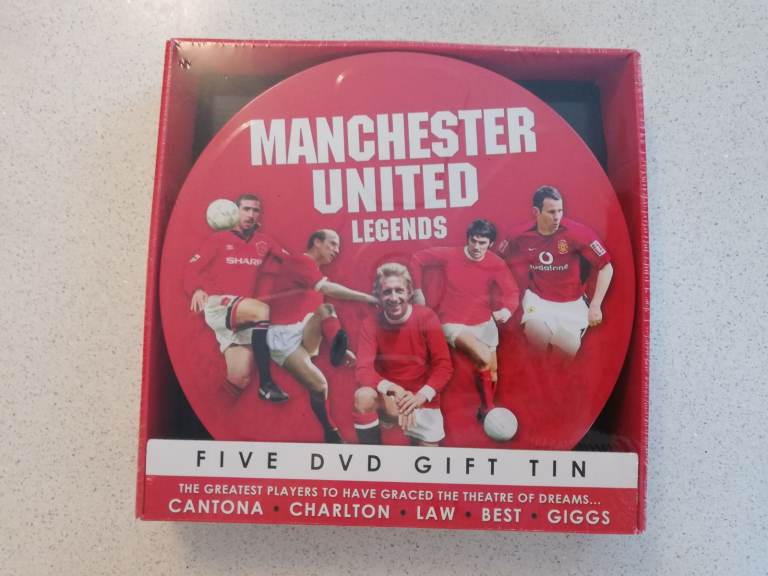 MANCHESTER
UNITED
LEGENDS
SHARP
vodafone
FIVE DVD GIFT TIN
THE GREATEST PLAYERS TO HAVE GRACED THE THEATRE OF DREAMS...
CANTONA • CHARLTON • LAW • BEST • GIGGS